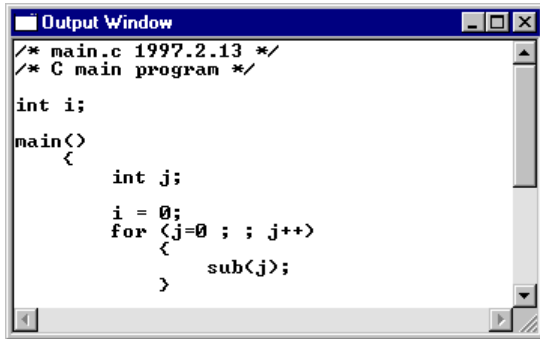 Output Window
/* main.c 1997.2.13 */
/* C main program */
int i;
main()
{
int j;
i = 0;
for (j=0 ; ; j++)
{
sub(j);
}